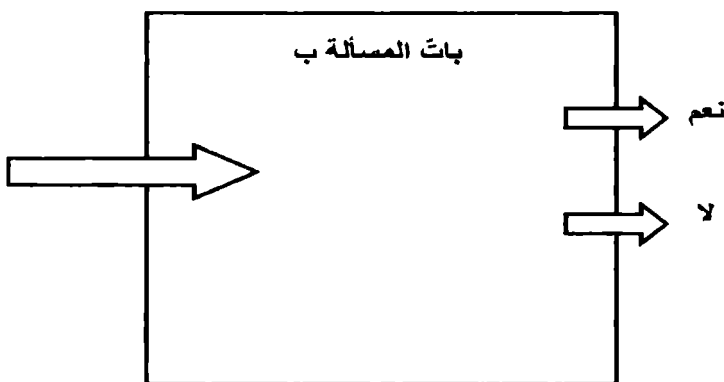 باتّ المسألة ب
نعم
لا